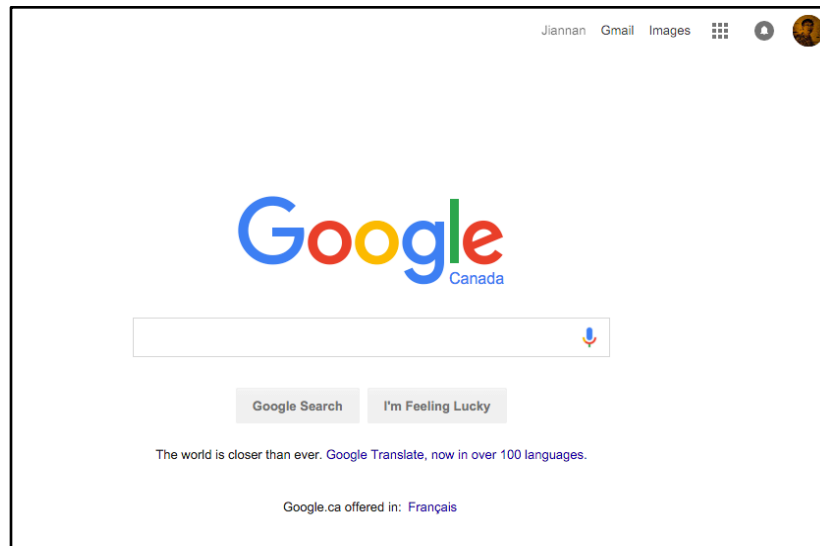 Jiannan Gmail Images
Google
Canada
Google Search I'm Feeling Lucky
The world is closer than ever. Google Translate, now in over 100 languages.
Google.ca offered in: Français